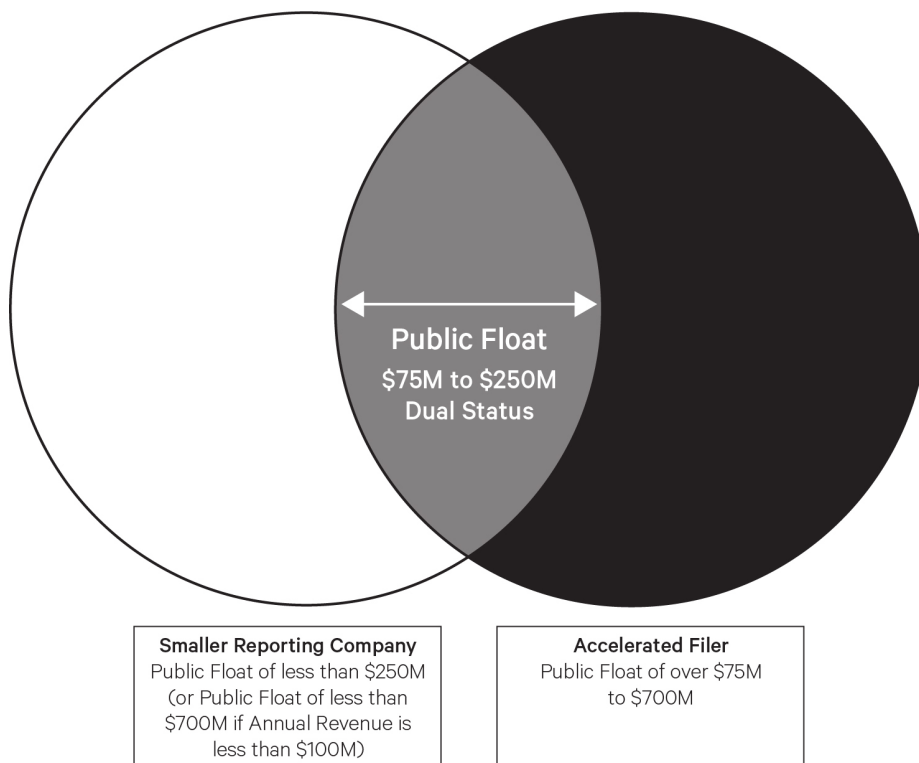 Public Float
$75M to $250M
Dual Status
Smaller Reporting Company
Public Float of less than $250M
(or Public Float of less than
$700M if Annual Revenue is
less than $100M)
Accelerated Filer
Public Float of over $75M
to $700M